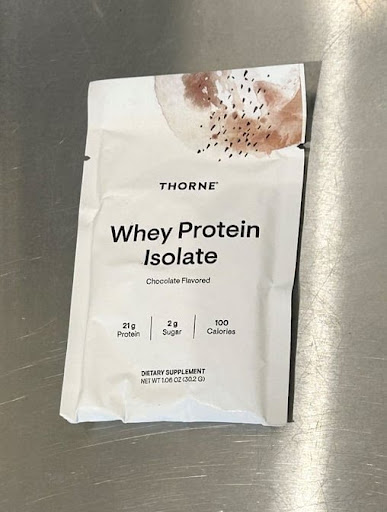 THORNE®
Whey Protein
Isolate
Chocolate Flavored
21 g 2 g 100
Protein Sugar Calories
DIETARY SUPPLEMENT
NET WT 1.06 OZ (30.2 G)